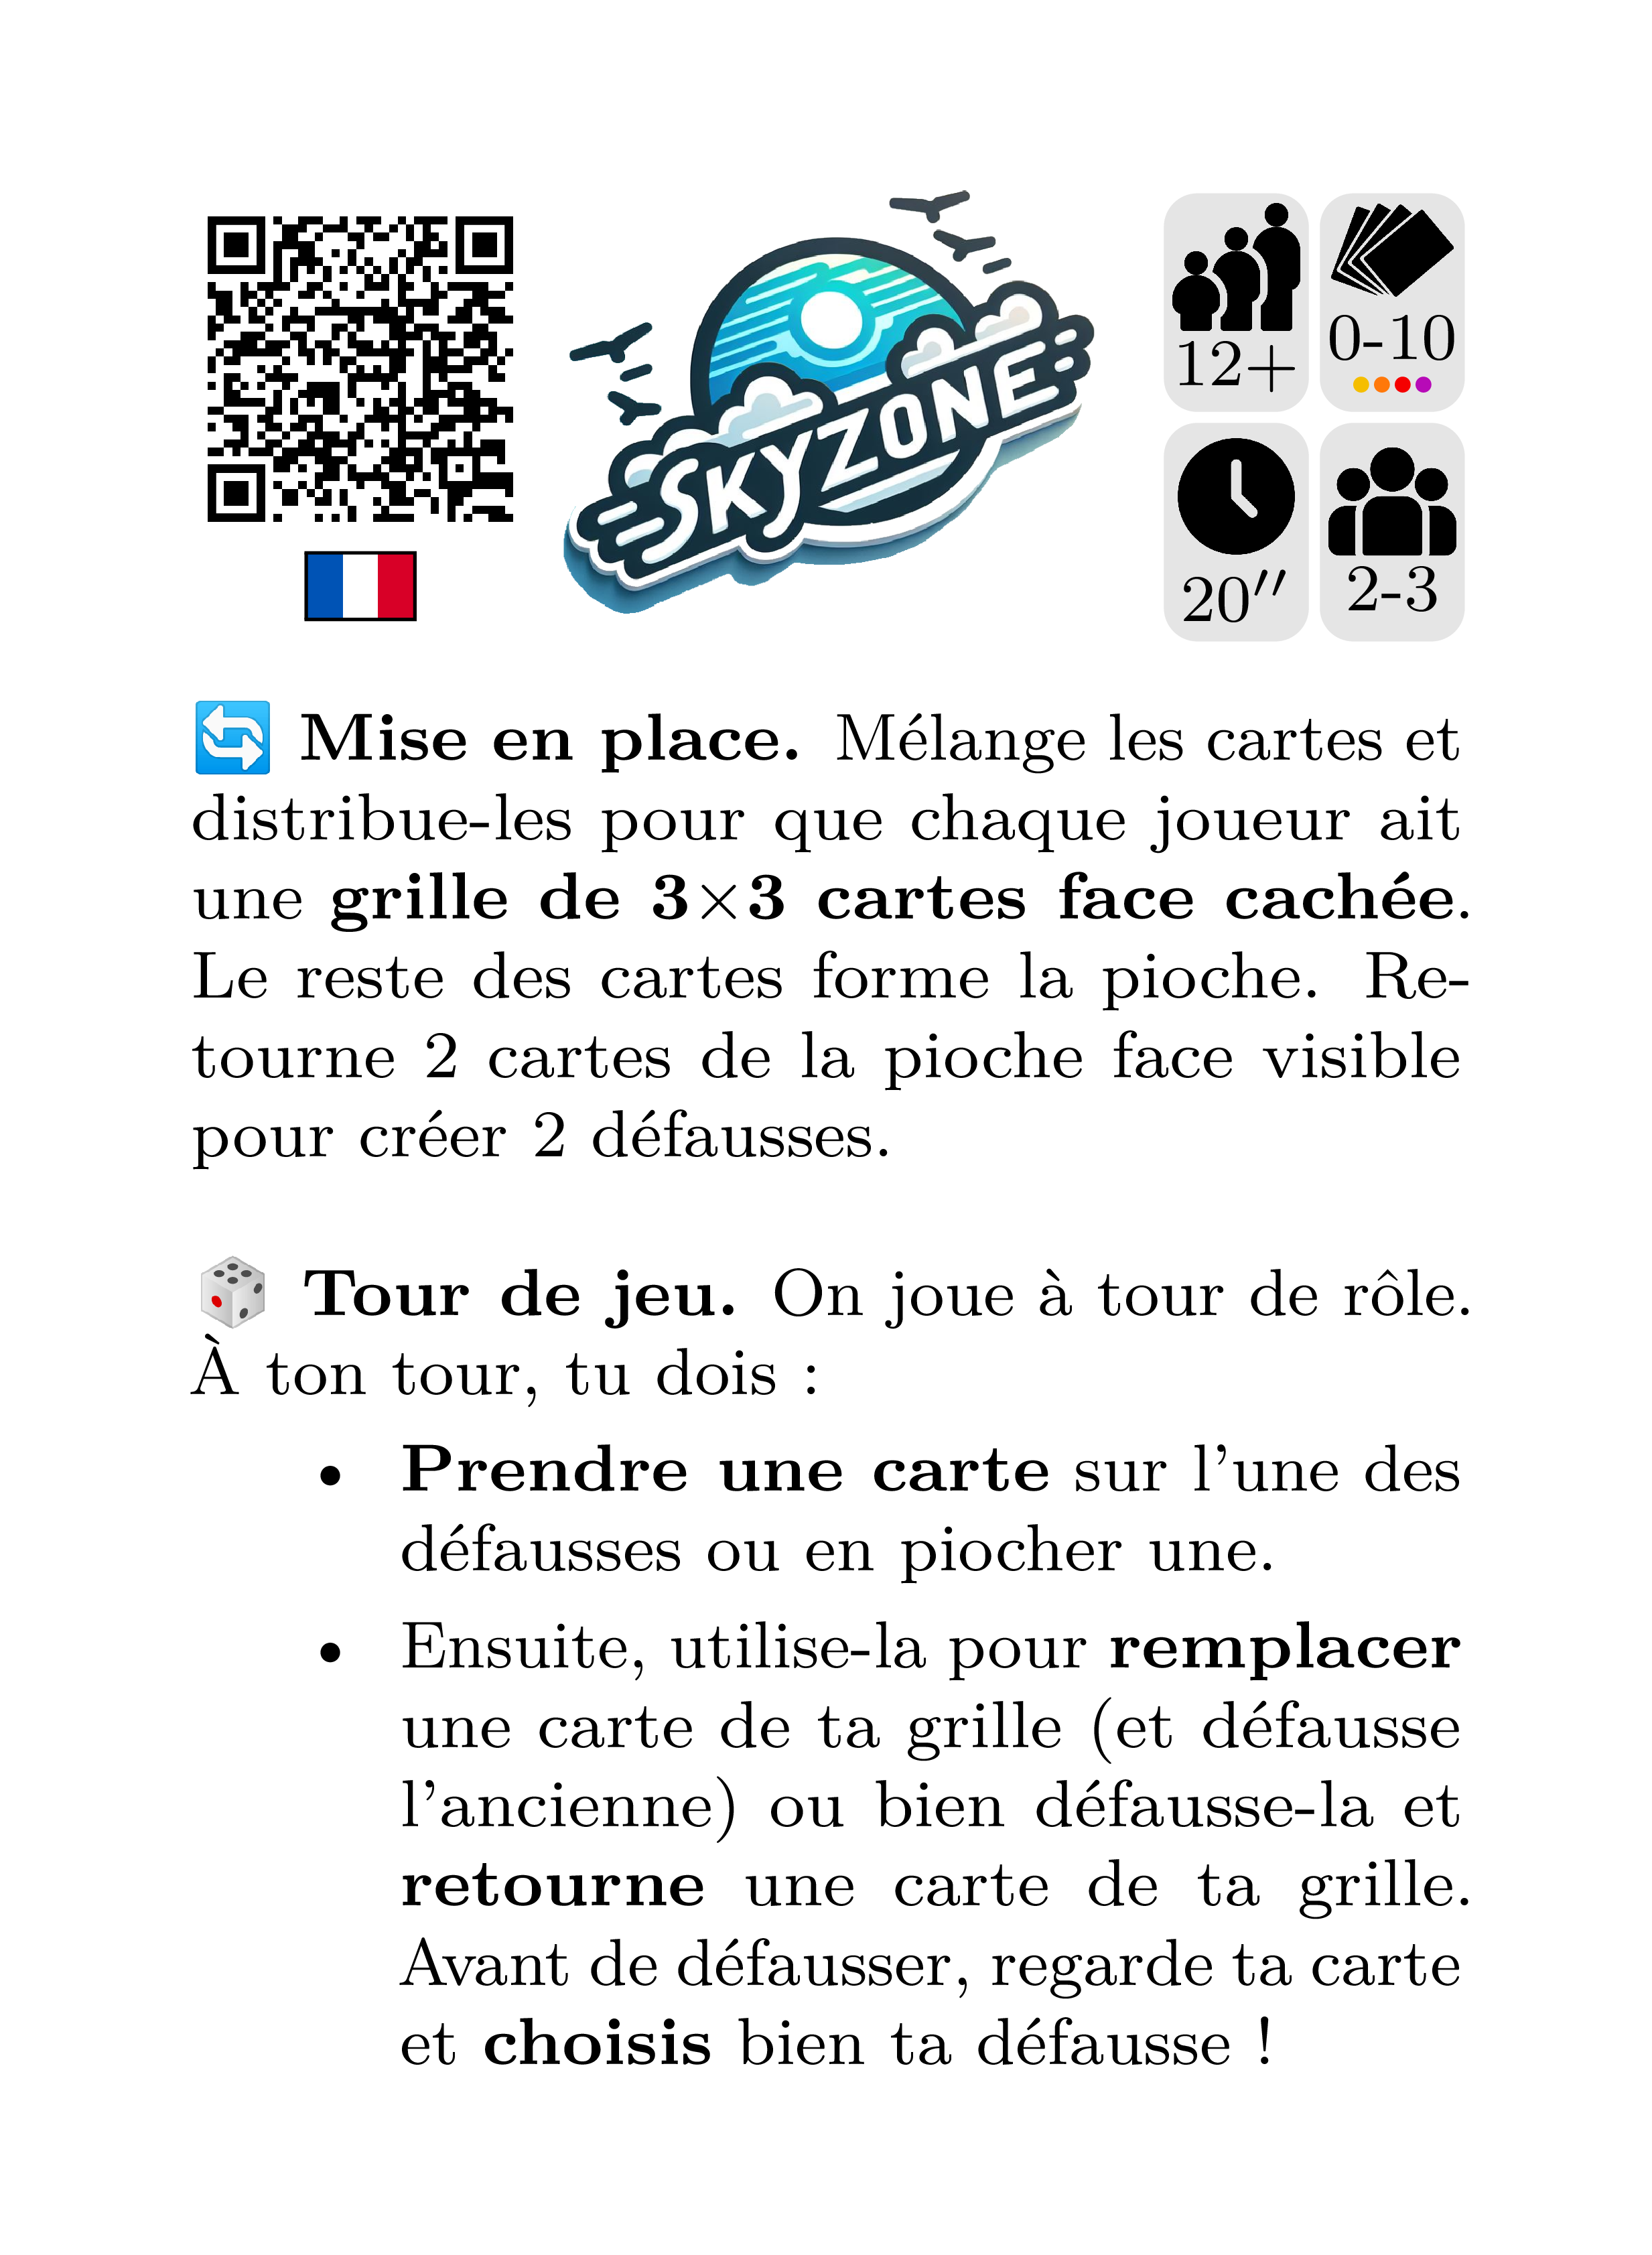 SKYZONE
12+
0-10
20′′
2-3
Mise en place. Mélange les cartes et
distribue-les pour que chaque joueur ait
une grille de 3×3 cartes face cachée.
Le reste des cartes forme la pioche. Re-
tourne 2 cartes de la pioche face visible
pour créer 2 défausses.
Tour de jeu. On joue à tour de rôle.
À ton tour, tu dois :
• Prendre une carte sur l'une des
défausses ou en piocher une.
• Ensuite, utilise-la pour remplacer
une carte de ta grille (et défausse
l'ancienne) ou bien défausse-la et
retourne une carte de ta grille.
Avant de défausser, regarde ta carte
et choisis bien ta défausse !